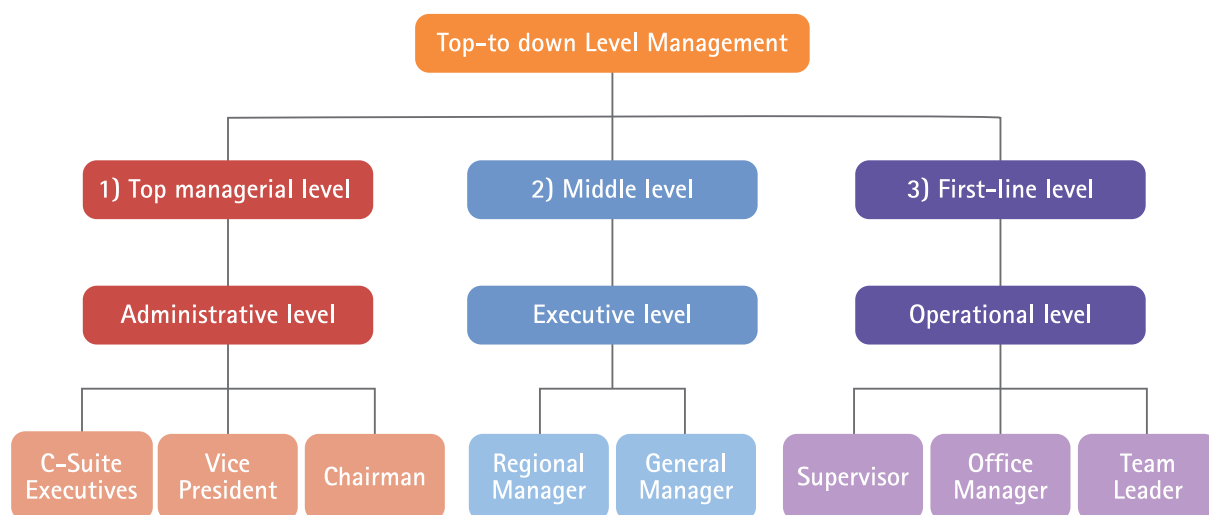 Top-to down Level Management
1) Top managerial level
2) Middle level
3) First-line level
Administrative level
Executive level
Operational level
C-Suite
Executives
Vice
President
Chairman
Regional
Manager
General
Manager
Supervisor
Office
Manager
Team
Leader